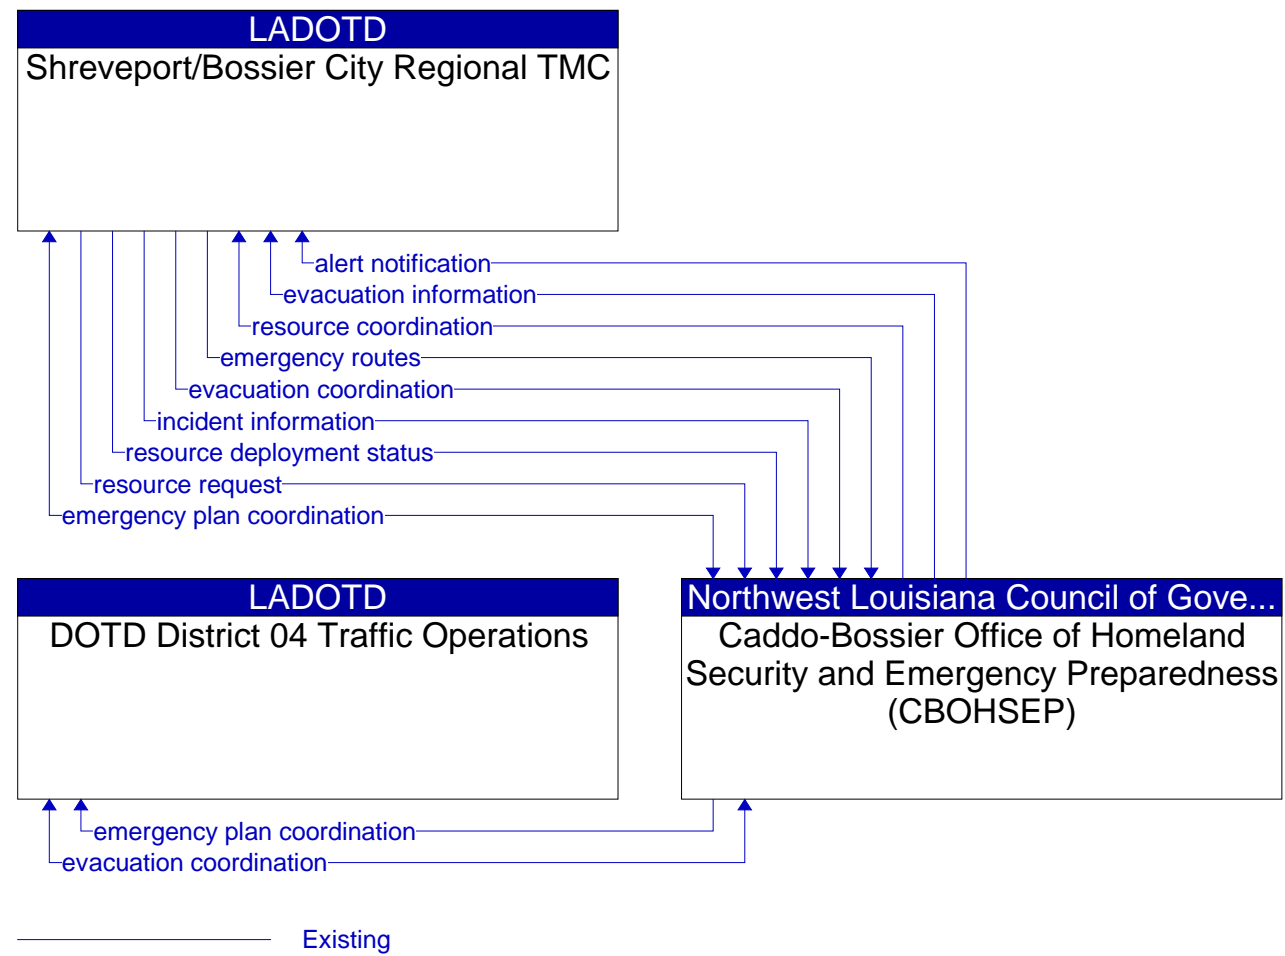 LADOTD
Shreveport/Bossier City Regional TMC
alert notification
evacuation information
resource coordination
emergency routes
evacuation coordination
incident information
resource deployment status
resource request
emergency plan coordination
LADOTD
DOTD District 04 Traffic Operations
Northwest Louisiana Council of Gove...
Caddo-Bossier Office of Homeland
Security and Emergency Preparedness
(CBOHSEP)
emergency plan coordination
evacuation coordination
Existing